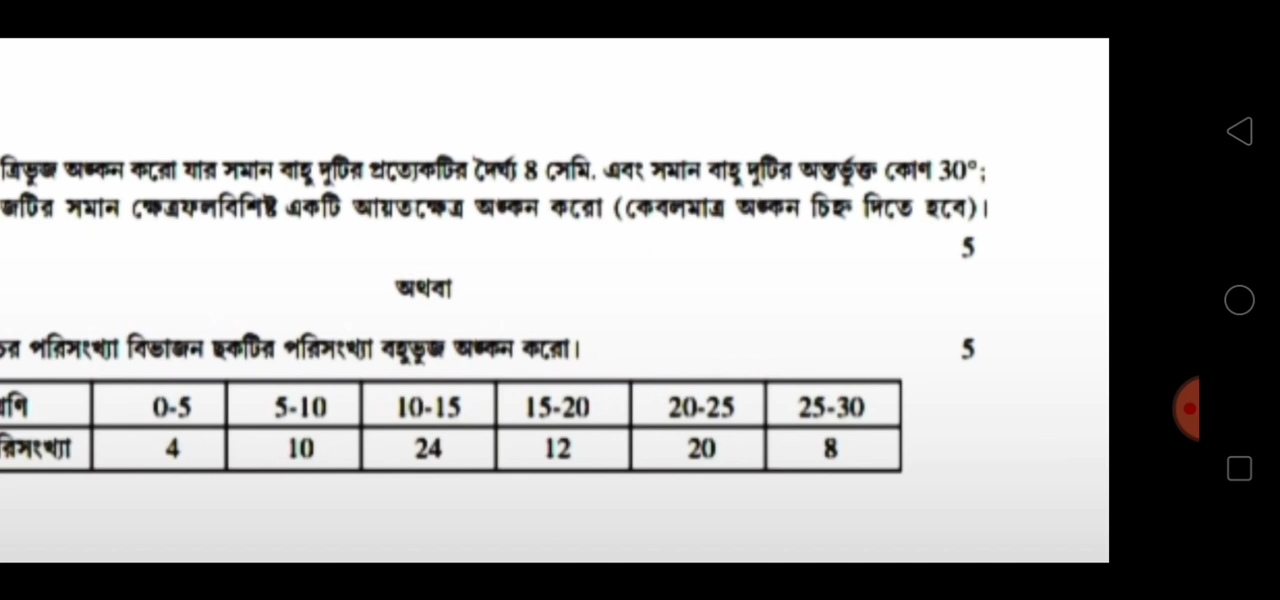 ত্রিভুজ অঙ্কন করো যার সমান বাহু দুটির প্রত্যেকটির দৈর্ঘ্য 8 সেমি. এবং সমান বাহু দুটির অন্তর্ভুক্ত কোণ 30°;
জটির সমান ক্ষেত্রফলবিশিষ্ট একটি আয়তক্ষেত্র অঙ্কন করো (কেবলমাত্র অঙ্কন চিহ্ন দিতে হবে)।
5
অথবা
পরিসংখ্যা বিভাজন ছকটির পরিসংখ্যা বহুভুজ অঙ্কন করো। 5
0-5 5-10 10-15 15-20 20-25 25-30
রিসংখ্যা 4 10 24 12 20 8